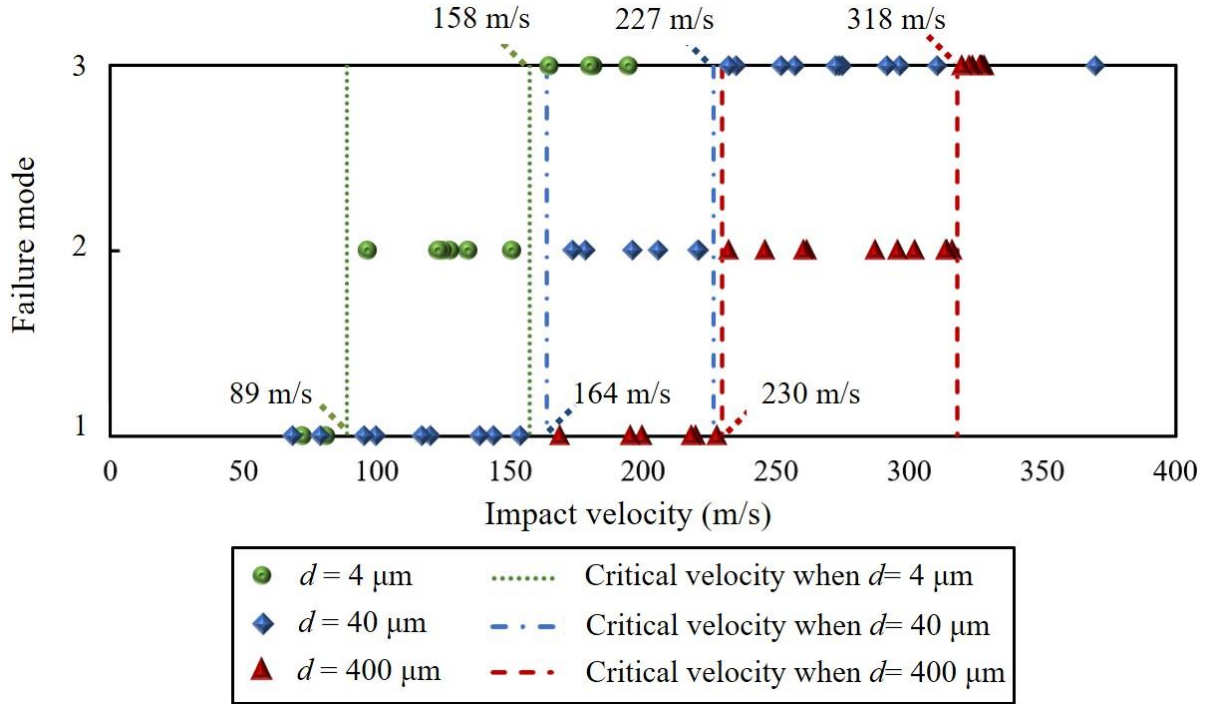 158 m/s 227 m/s 318 m/s
3
Failure mode
2
89 m/s 164 m/s 230 m/s
1
0 50 100 150 200 250 300 350 400
Impact velocity (m/s)
d = 4 μm Critical velocity when d= 4 μm
d = 40 μm Critical velocity when d= 40 μm
d = 400 μm Critical velocity when d= 400 μm